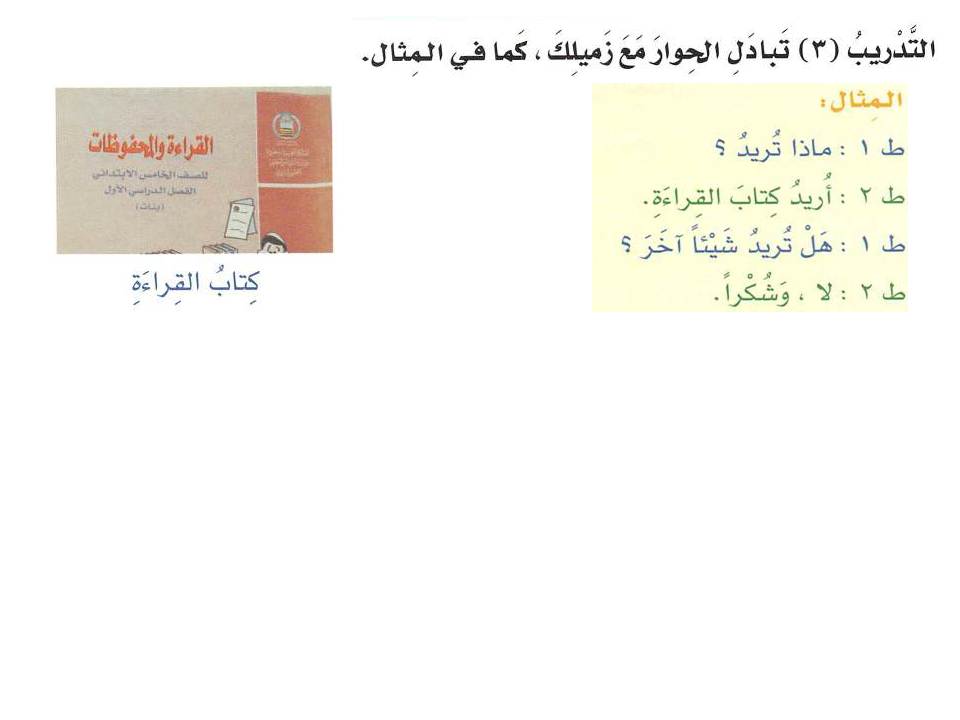 التَّدْريبُ (٣) تَبادَلِ الحِوارَ مَعَ زَميلِكَ ، كَما في المِثال.
المِثال:
ط ١ : ماذا تُريدُ ؟
ط ٢ : أُريدُ كِتابَ القِراءَةِ.
ط ١ : هَلْ تُريدُ شَيْئاً آخَرَ ؟
ط ٢ : لا ، وَشُكْراً.
القراءة والمحفوظات
للصف الخامس الابتدائي
الفصل الدراسي الأول
(بنات)
كِتابُ القِراءَةِ